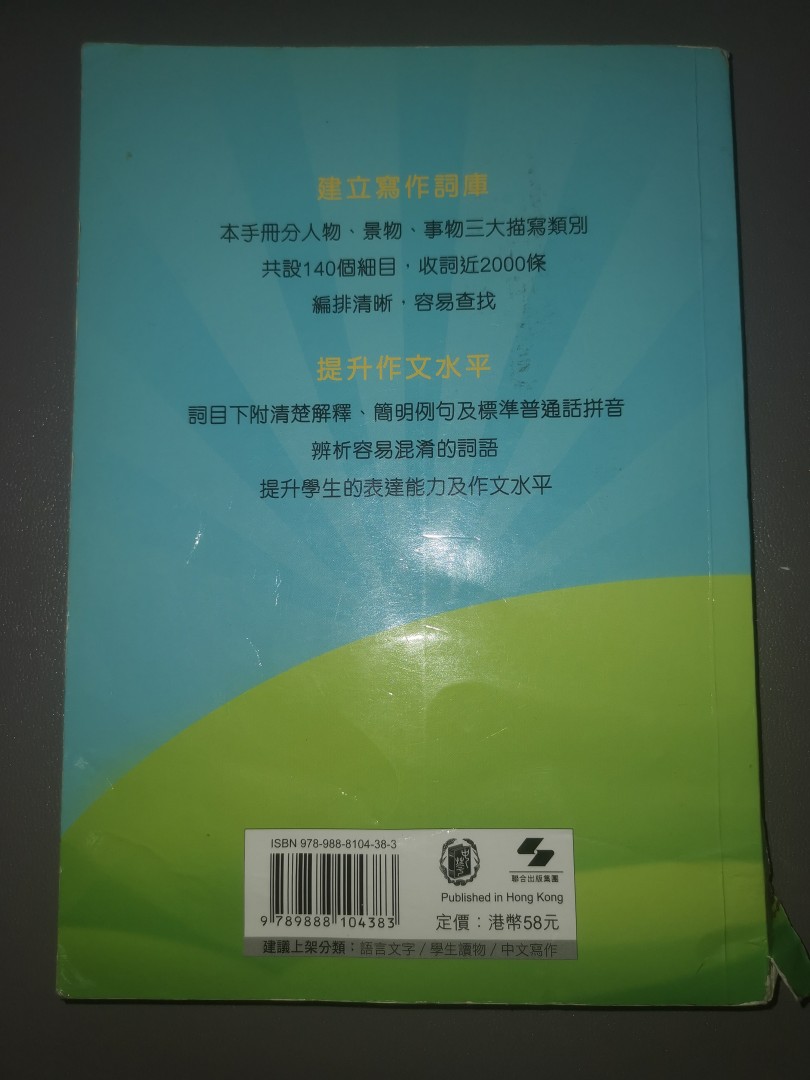 建立寫作詞庫
本手冊分人物、景物、事物三大描寫類別
共設140個細目，收詞近2000條
編排清晰，容易查找
提升作文水平
詞目下附清楚解釋、簡明例句及標準普通話拼音
辨析容易混淆的詞語
提升學生的表達能力及作文水平
ISBN 978-988-8104-38-3
9 789888 104383
聯合出版集團
Published in Hong Kong
定價：港幣58元
建議上架分類：語言文字 / 學生讀物 / 中文寫作